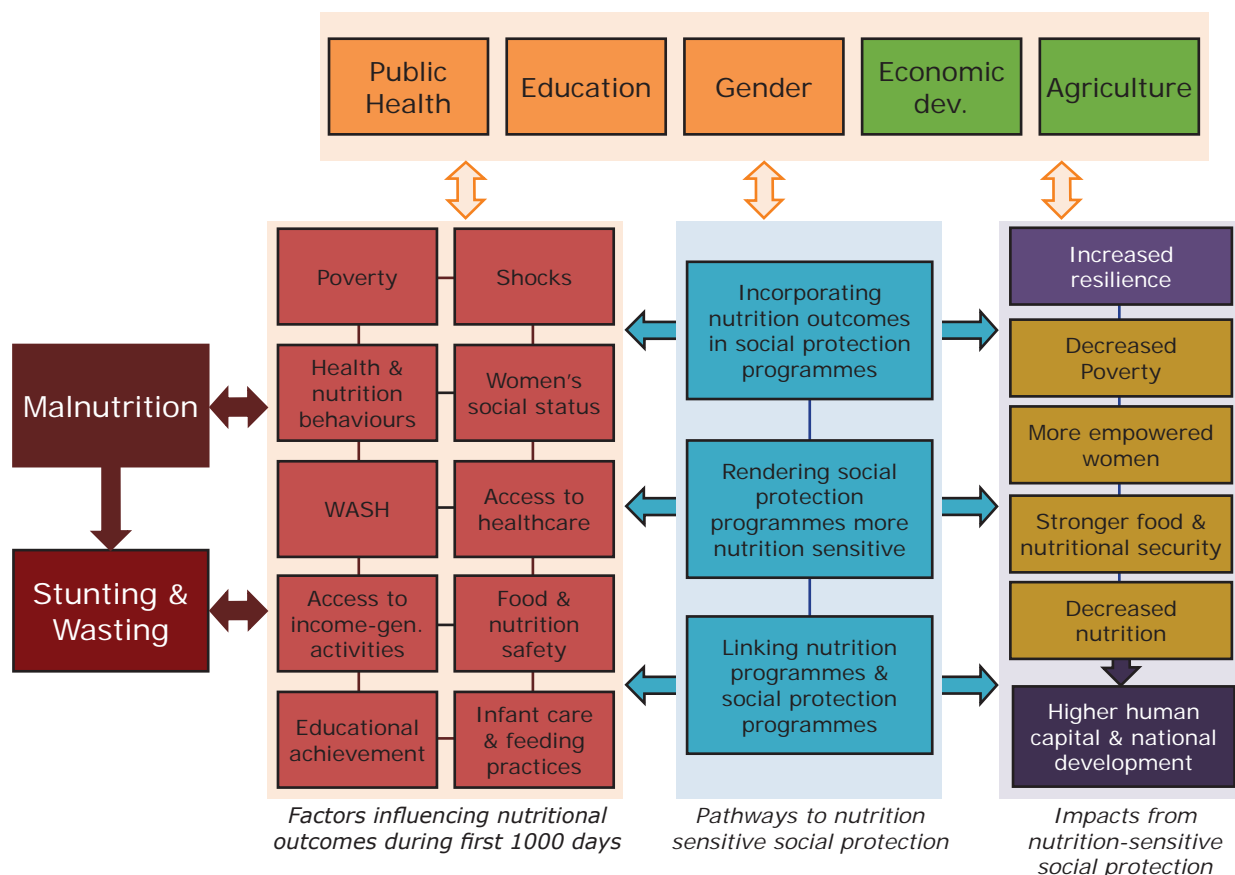 Public
Health
Education
Gender
Economic
dev.
Agriculture
Malnutrition
Stunting &
Wasting
Poverty
Shocks
Health &
nutrition
behaviours
Women's
social status
WASH
Access to
healthcare
Access to
income-gen.
activities
Food &
nutrition
safety
Educational
achievement
Infant care
& feeding
practices
Factors influencing nutritional
outcomes during first 1000 days
Incorporating
nutrition outcomes
in social protection
programmes
Rendering social
protection
programmes more
nutrition sensitive
Linking nutrition
programmes &
social protection
programmes
Pathways to nutrition
sensitive social protection
Increased
resilience
Decreased
Poverty
More empowered
women
Stronger food &
nutritional security
Decreased
nutrition
Higher human
capital & national
development
Impacts from
nutrition-sensitive
social protection